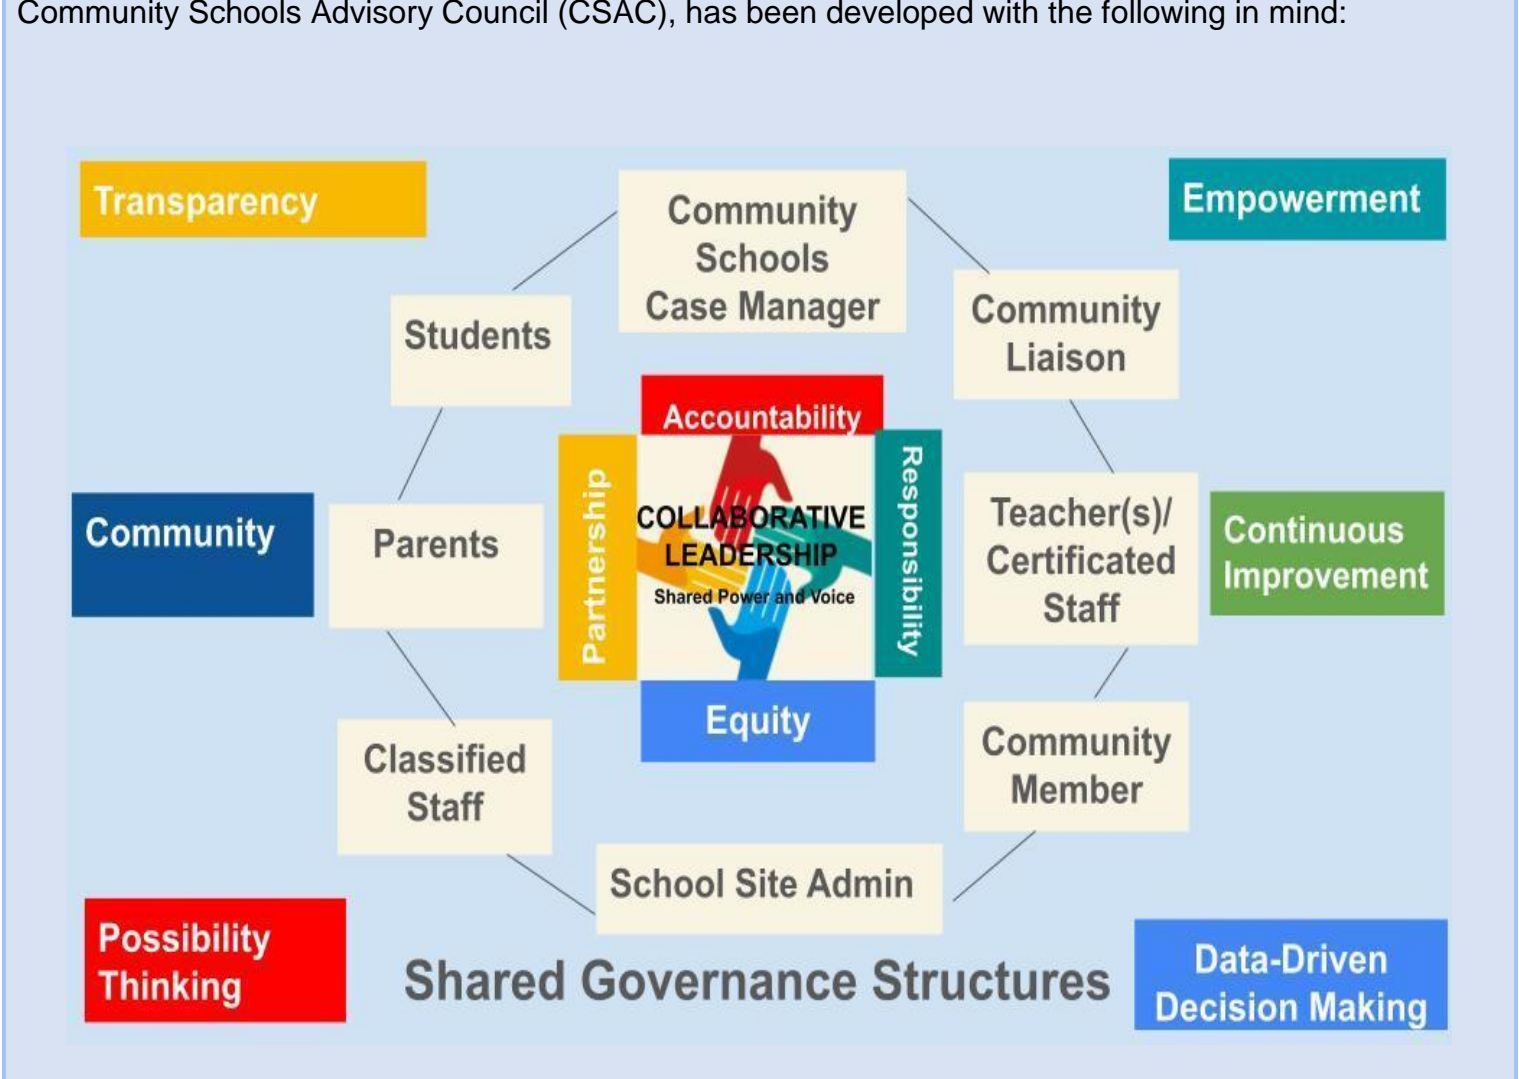 Community Schools Advisory Council (CSAC), has been developed with the following in mind:
Transparency
Community
Schools
Case Manager
Empowerment
Students
Community
Liaison
Accountability
Community
Parents
Partnership
COLLABORATIVE
LEADERSHIP
Shared Power and Voice
Responsibility
Teacher(s)/
Certificated
Staff
Continuous
Improvement
Equity
Classified
Staff
Community
Member
School Site Admin
Possibility
Thinking
Shared Governance Structures
Data-Driven
Decision Making